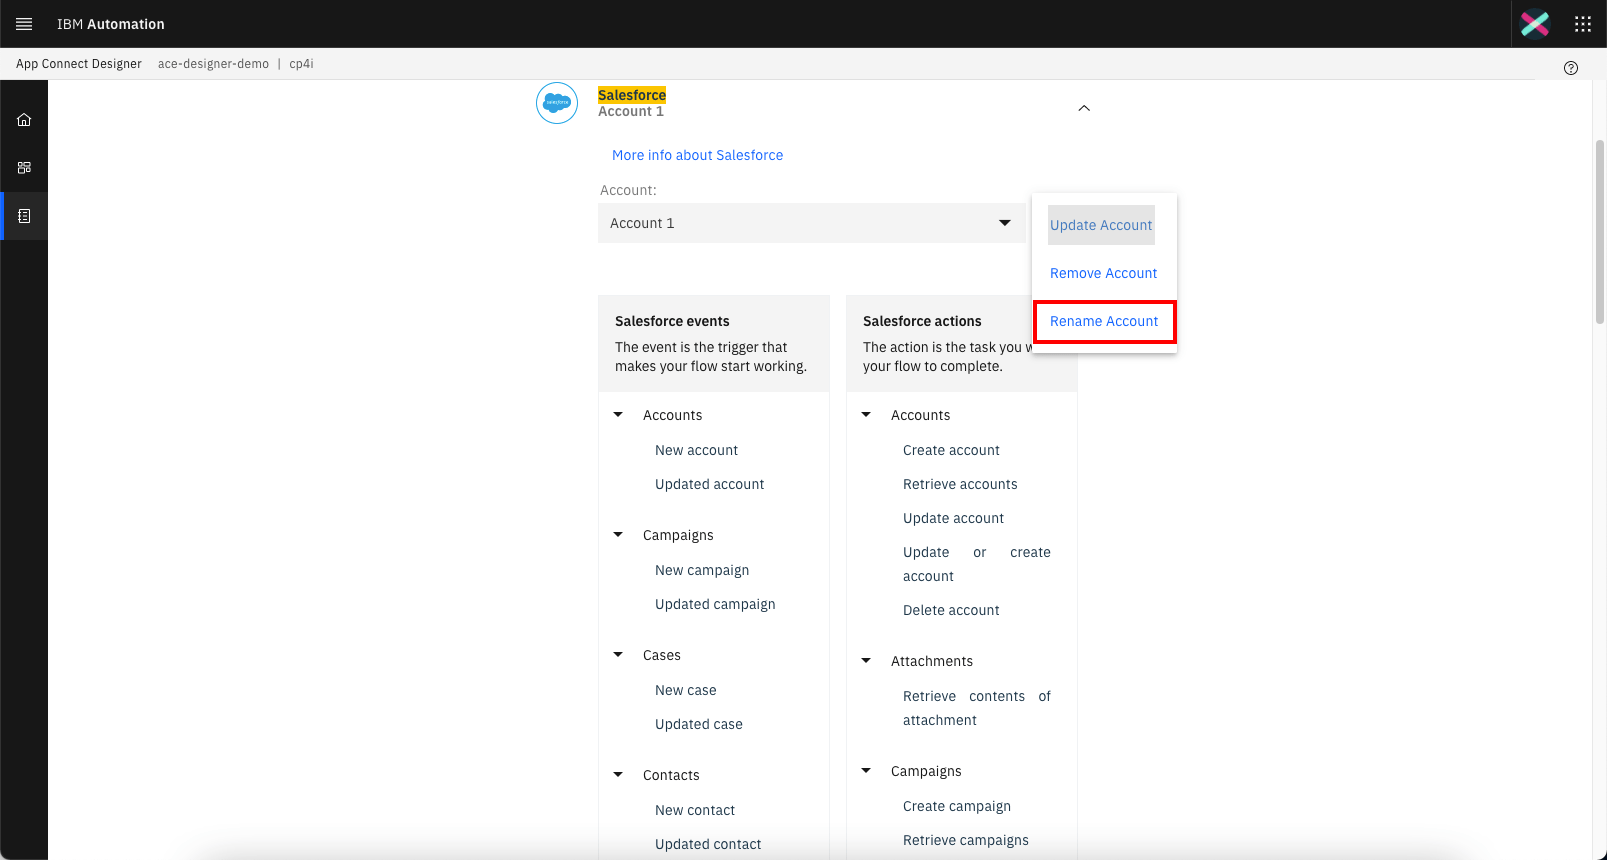 IBM Automation
App Connect Designer ace-designer-demo | cp4i
salesforce
Salesforce
Account 1
More info about Salesforce
Account:
Account 1
Update Account
Remove Account
Rename Account
Salesforce events
The event is the trigger that
makes your flow start working.
Accounts
New account
Updated account
Campaigns
New campaign
Updated campaign
Cases
New case
Updated case
Contacts
New contact
Updated contact
Salesforce actions
The action is the task you w
your flow to complete.
Accounts
Create account
Retrieve accounts
Update account
Update or create
account
Delete account
Attachments
Retrieve contents of
attachment
Campaigns
Create campaign
Retrieve campaigns